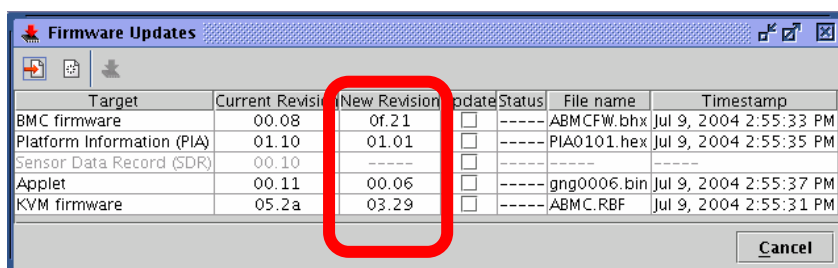 Firmware Updates
Target Current Revision New Revision Update Status File name Timestamp
BMC firmware 00.08 0f.21 ----- ABMCFW.bhx Jul 9, 2004 2:55:33 PM
Platform Information (PIA) 01.10 01.01 ----- PIA0101.hex Jul 9, 2004 2:55:35 PM
Sensor Data Record (SDR) 00.10 ----- ----- ----- -----
Applet 00.11 00.06 ----- gng0006.bin Jul 9, 2004 2:55:37 PM
KVM firmware 05.2a 03.29 ----- ABMC.RBF Jul 9, 2004 2:55:31 PM
Cancel